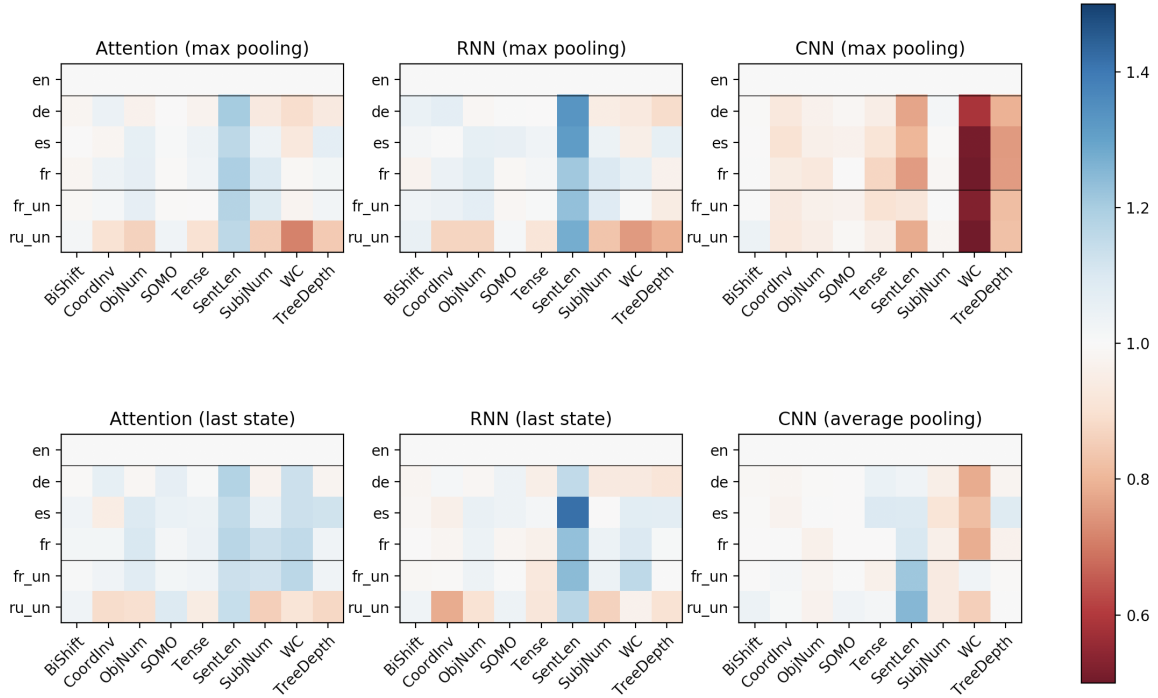 Attention (max pooling)
RNN (max pooling)
CNN (max pooling)
en
de
es
fr
fr_un
ru_un
BiShift
CoordInv
ObjNum
SOMO
Tense
SentLen
SubjNum
WC
TreeDepth
en
de
es
fr
fr_un
ru_un
BiShift
CoordInv
ObjNum
SOMO
Tense
SentLen
SubjNum
WC
TreeDepth
en
de
es
fr
fr_un
ru_un
BiShift
CoordInv
ObjNum
SOMO
Tense
SentLen
SubjNum
WC
TreeDepth
Attention (last state)
RNN (last state)
CNN (average pooling)
en
de
es
fr
fr_un
ru_un
BiShift
CoordInv
ObjNum
SOMO
Tense
SentLen
SubjNum
WC
TreeDepth
en
de
es
fr
fr_un
ru_un
BiShift
CoordInv
ObjNum
SOMO
Tense
SentLen
SubjNum
WC
TreeDepth
en
de
es
fr
fr_un
ru_un
BiShift
CoordInv
ObjNum
SOMO
Tense
SentLen
SubjNum
WC
TreeDepth
1.4
1.2
1.0
0.8
0.6